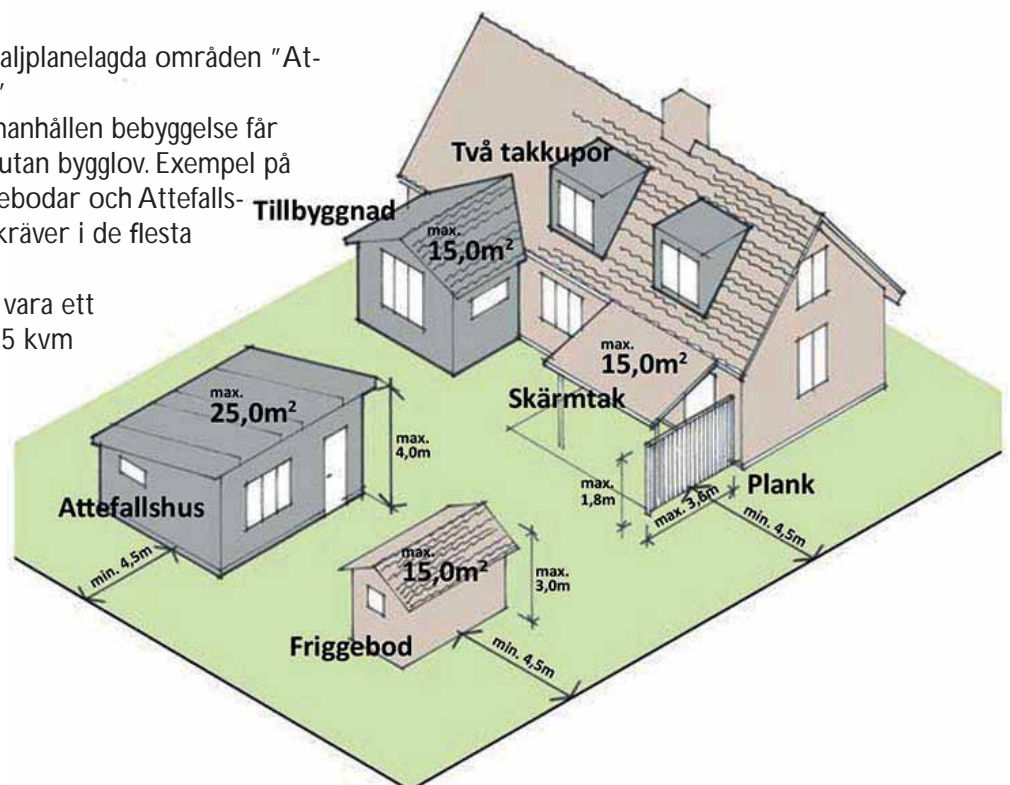 aljplanelagda områden "At-
"
nanhållen bebyggelse får
utan bygglov. Exempel på
ebodar och Attefalls-
kräver i de flesta
vara ett
5 kvm
Två takkupor
Tillbyggnad
max.
15,0m²
max.
15,0m²
Skärmtak
max.
25,0m²
max.
4,0m
Attefallshus
min. 4,5m
max.
1,8m
max. 3,6m
Plank
min. 4,5m
max.
15,0m²
max.
3,0m
Friggebod
min. 4,5m